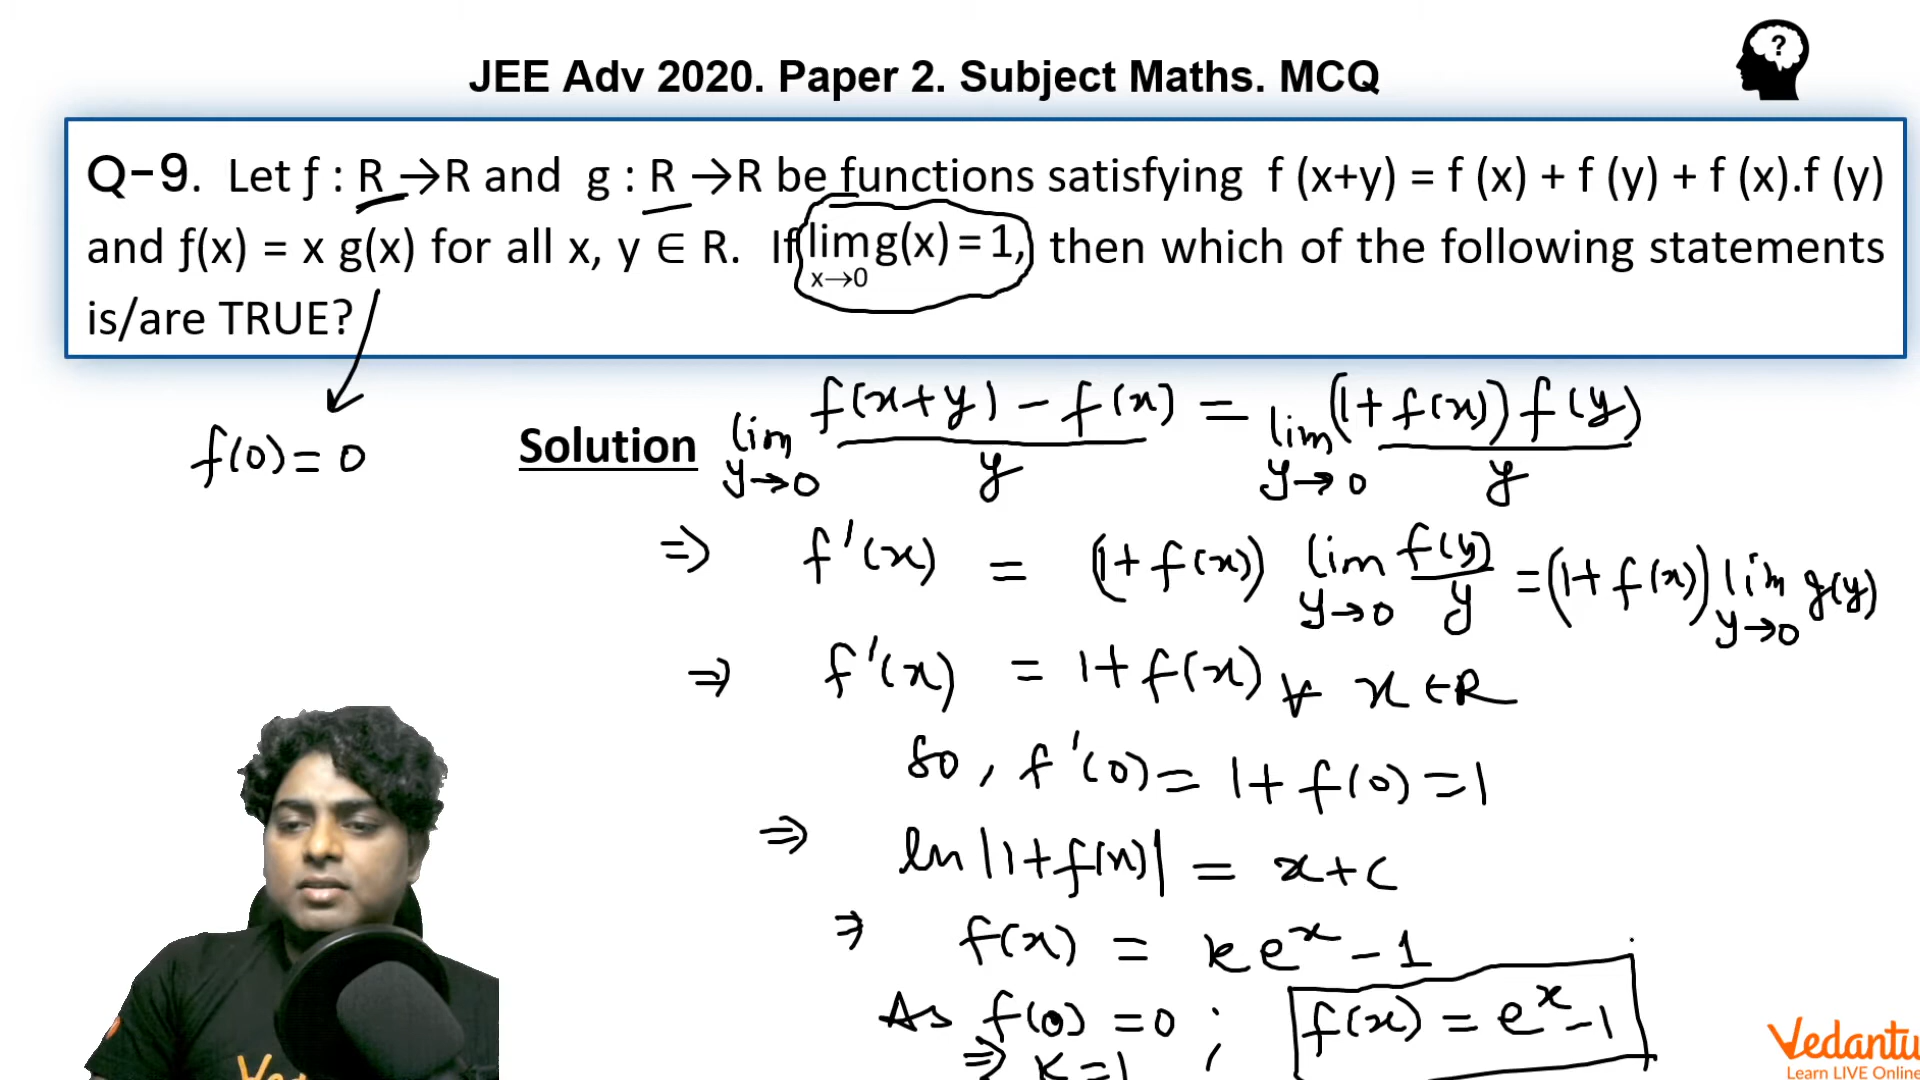 ?
JEE Adv 2020. Paper 2. Subject Maths. MCQ
Q-9. Let ƒ : R →R and g : R →R be functions satisfying f (x+y) = f (x) + f (y) + f (x).f (y)
and ƒ(x) = x g(x) for all x, y ∈ R. If lim x→0 g(x) = 1, then which of the following statements
is/are TRUE?
f(0) = 0
Solution lim y→0 (f(x+y) - f(x))/y = lim y→0 ((1+f(x)) f(y))/y
⇒ f'(x) = (1+f(x)) lim y→0 f(y)/y = (1+f(x)) lim y→0 g(y)
⇒ f'(x) = 1+f(x) ∀ x ∈ R
So, f'(0) = 1+f(0) = 1
⇒ ln|1+f(x)| = x+c
⇒ f(x) = k e^x - 1
As f(0) = 0 ; f(x) = e^x - 1
⇒ k = 1
Vedantu
Learn LIVE Online